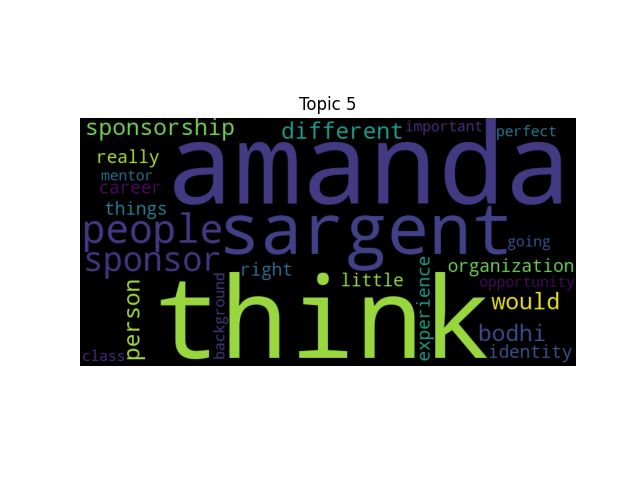 Topic 5
sponsorship
different
important
perfect
amanda
really
mentor
career
things
people
sargent
sponsor
going
right
organization
little
opportunity
think
would
person
background
experience
bodhi
identity
class